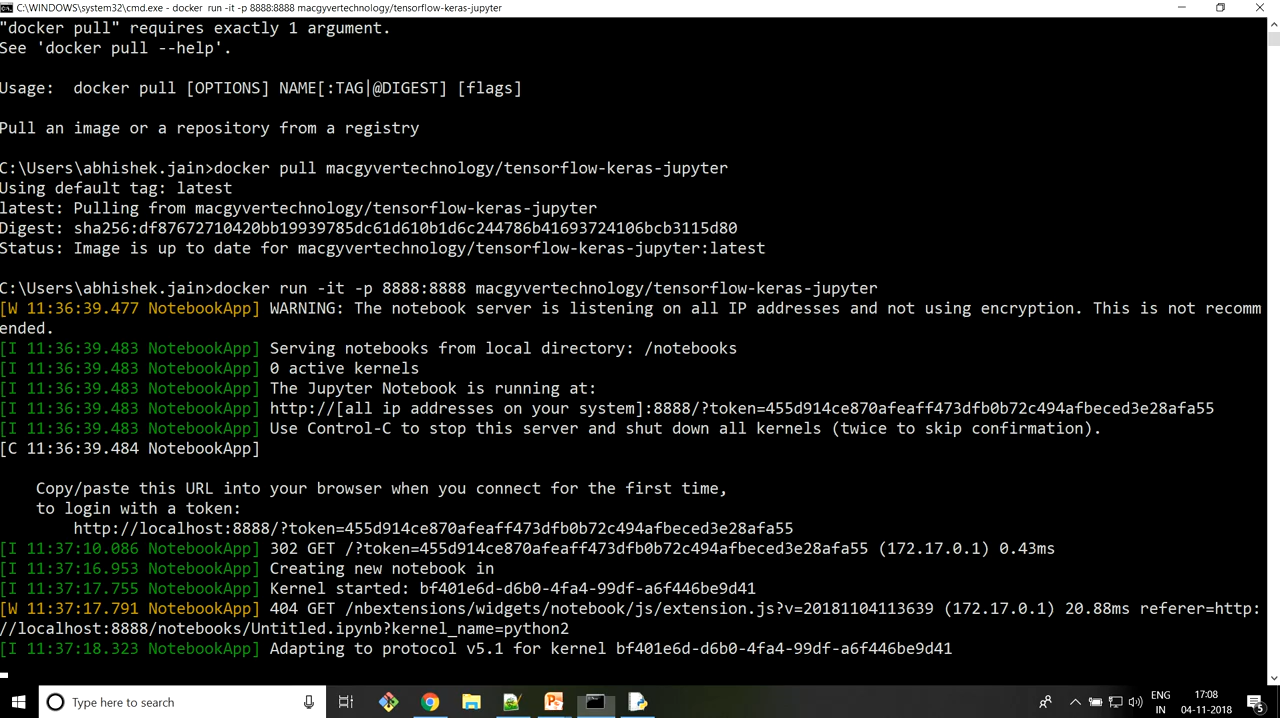 C:\WINDOWS\system32\cmd.exe - docker run -it -p 8888:8888 macgyvertechnology/tensorflow-keras-jupyter
"docker pull" requires exactly 1 argument.
See 'docker pull --help'.
Usage:  docker pull [OPTIONS] NAME[:TAG|@DIGEST] [flags]
Pull an image or a repository from a registry
C:\Users\abhishek.jain>docker pull macgyvertechnology/tensorflow-keras-jupyter
Using default tag: latest
latest: Pulling from macgyvertechnology/tensorflow-keras-jupyter
Digest: sha256:df87672710420bb19939785dc61d610b1d6c244786b41693724106bcb3115d80
Status: Image is up to date for macgyvertechnology/tensorflow-keras-jupyter:latest
C:\Users\abhishek.jain>docker run -it -p 8888:8888 macgyvertechnology/tensorflow-keras-jupyter
[W 11:36:39.477 NotebookApp] WARNING: The notebook server is listening on all IP addresses and not using encryption. This is not recomm
ended.
[I 11:36:39.483 NotebookApp] Serving notebooks from local directory: /notebooks
[I 11:36:39.483 NotebookApp] 0 active kernels
[I 11:36:39.483 NotebookApp] The Jupyter Notebook is running at:
[I 11:36:39.483 NotebookApp] http://[all ip addresses on your system]:8888/?token=455d914ce870afeaff473dfb0b72c494afbeced3e28afa55
[I 11:36:39.483 NotebookApp] Use Control-C to stop this server and shut down all kernels (twice to skip confirmation).
[C 11:36:39.484 NotebookApp]
Copy/paste this URL into your browser when you connect for the first time,
to login with a token:
http://localhost:8888/?token=455d914ce870afeaff473dfb0b72c494afbeced3e28afa55
[I 11:37:10.086 NotebookApp] 302 GET /?token=455d914ce870afeaff473dfb0b72c494afbeced3e28afa55 (172.17.0.1) 0.43ms
[I 11:37:16.953 NotebookApp] Creating new notebook in
[I 11:37:17.755 NotebookApp] Kernel started: bf401e6d-d6b0-4fa4-99df-a6f446be9d41
[W 11:37:17.791 NotebookApp] 404 GET /nbextensions/widgets/notebook/js/extension.js?v=20181104113639 (172.17.0.1) 20.88ms referer=http:
//localhost:8888/notebooks/Untitled.ipynb?kernel_name=python2
[I 11:37:18.323 NotebookApp] Adapting to protocol v5.1 for kernel bf401e6d-d6b0-4fa4-99df-a6f446be9d41
Type here to search
ENG
IN
17:08
04-11-2018
5